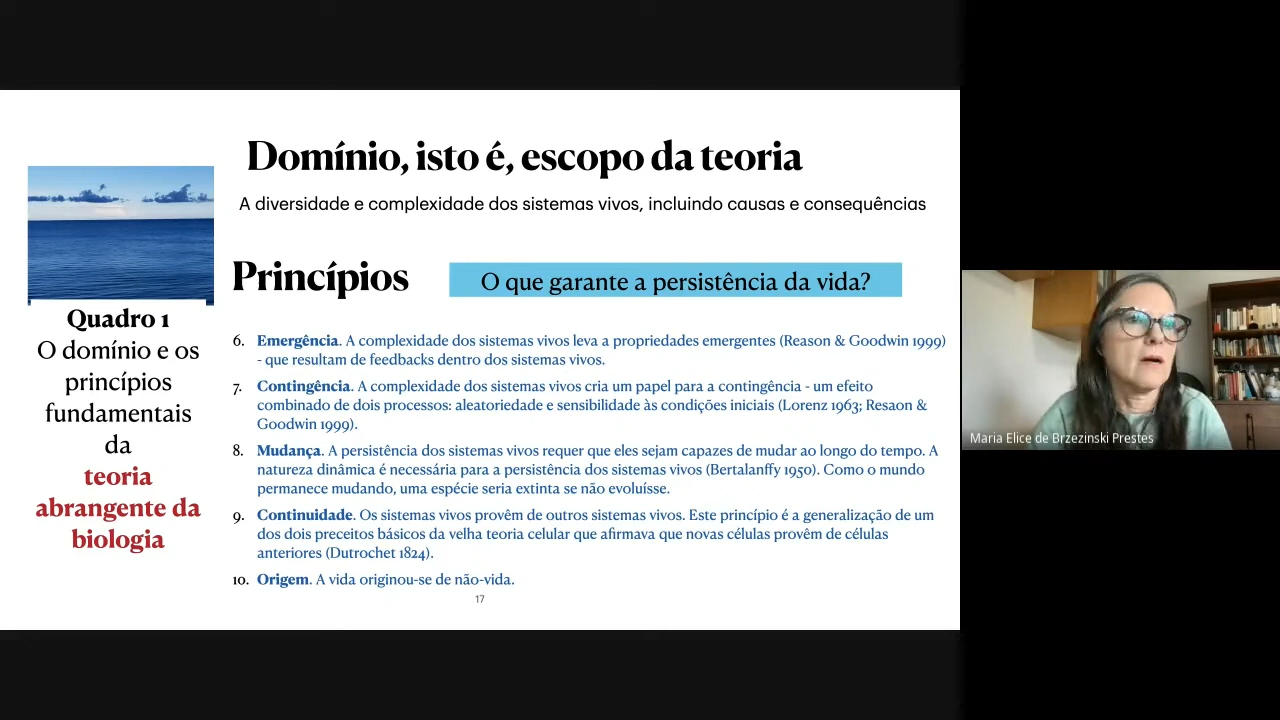 Domínio, isto é, escopo da teoria
A diversidade e complexidade dos sistemas vivos, incluindo causas e consequências
Princípios
O que garante a persistência da vida?
Quadro 1
O domínio e os
princípios
fundamentais
da
teoria
abrangente da
biologia
6. Emergência. A complexidade dos sistemas vivos leva a propriedades emergentes (Reason & Goodwin 1999)
- que resultam de feedbacks dentro dos sistemas vivos.
7. Contingência. A complexidade dos sistemas vivos cria um papel para a contingência - um efeito
combinado de dois processos: aleatoriedade e sensibilidade às condições iniciais (Lorenz 1963; Resaon &
Goodwin 1999).
8. Mudança. A persistência dos sistemas vivos requer que eles sejam capazes de mudar ao longo do tempo. A
natureza dinâmica é necessária para a persistência dos sistemas vivos (Bertalanffy 1950). Como o mundo
permanece mudando, uma espécie seria extinta se não evoluísse.
9. Continuidade. Os sistemas vivos provêm de outros sistemas vivos. Este princípio é a generalização de um
dos dois preceitos básicos da velha teoria celular que afirmava que novas células provêm de células
anteriores (Dutrochet 1824).
10. Origem. A vida originou-se de não-vida.
17
Maria Elice de Brzezinski Prestes